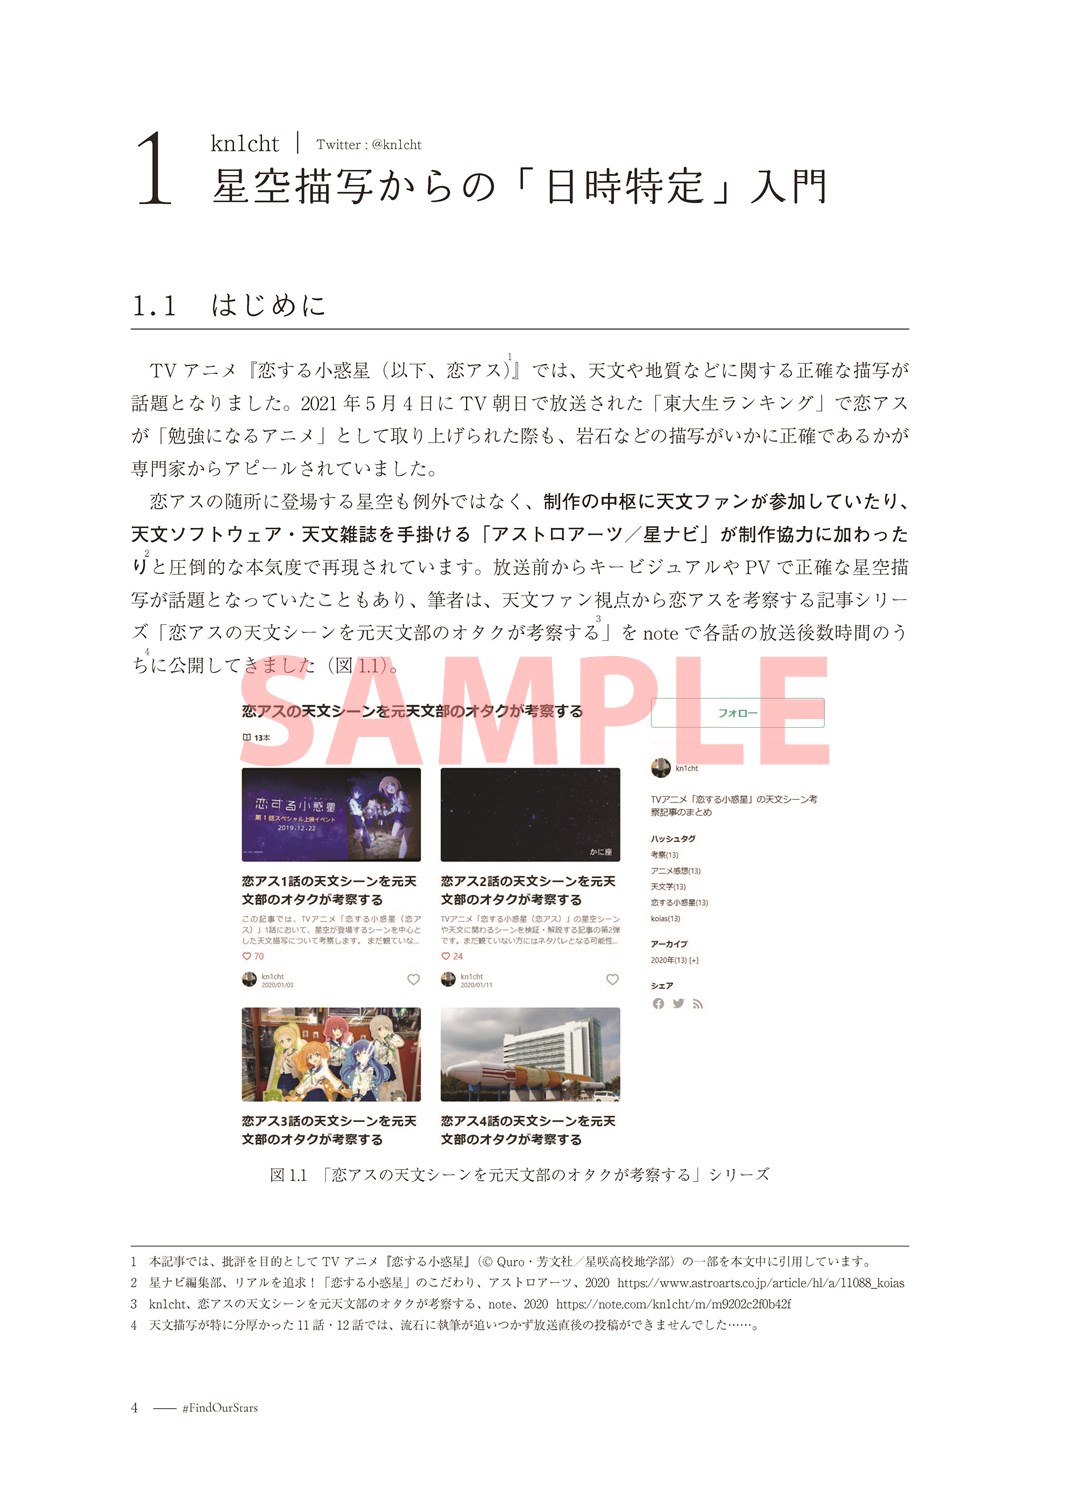 1
kn1cht | Twitter : @kn1cht
星空描写からの「日時特定」入門
1.1 はじめに
TV アニメ『恋する小惑星（以下、恋アス）1』では、天文や地質などに関する正確な描写が
話題となりました。2021 年 5 月 4 日に TV 朝日で放送された「東大生ランキング」で恋アス
が「勉強になるアニメ」として取り上げられた際も、岩石などの描写がいかに正確であるかが
専門家からアピールされていました。
恋アスの随所に登場する星空も例外ではなく、制作の中枢に天文ファンが参加していたり、
天文ソフトウェア・天文雑誌を手掛ける「アストロアーツ／星ナビ」が制作協力に加わった
り2と圧倒的な本気度で再現されています。放送前からキービジュアルや PV で正確な星空描
写が話題となっていたこともあり、筆者は、天文ファン視点から恋アスを考察する記事シリー
ズ「恋アスの天文シーンを元天文部のオタクが考察する3」を note で各話の放送後数時間のう
ち4に公開してきました（図 1.1）。
SAMPLE
恋アスの天文シーンを元天文部のオタクが考察する
13本
恋する小惑星
第1話スペシャル上映イベント
2019.12.22
かに座
恋アス1話の天文シーンを元天
文部のオタクが考察する
この記事では、TVアニメ「恋する小惑星（恋ア
ス）」1話において、星空が登場するシーンを中心と
した天文描写について考察します。 まだ観ていな...
70
kn1cht
2020/01/03
恋アス2話の天文シーンを元天
文部のオタクが考察する
TVアニメ「恋する小惑星（恋アス）」の星空シーン
や天文に関わるシーンを検証・解説する記事の第2弾
です。まだ観ていない方にはネタバレとなる可能性...
24
kn1cht
2020/01/11
恋アス3話の天文シーンを元天
文部のオタクが考察する
恋アス4話の天文シーンを元天
文部のオタクが考察する
フォロー
kn1cht
TVアニメ「恋する小惑星」の天文シーン考
察記事のまとめ
ハッシュタグ
考察(13)
アニメ感想(13)
天文学(13)
恋する小惑星(13)
koias(13)
アーカイブ
2020年(13) [+]
シェア
図 1.1 「恋アスの天文シーンを元天文部のオタクが考察する」シリーズ
1 本記事では、批評を目的として TV アニメ『恋する小惑星』（© Quro・芳文社／星咲高校地学部）の一部を本文中に引用しています。
2 星ナビ編集部、リアルを追求！「恋する小惑星」のこだわり、アストロアーツ、2020 https://www.astroarts.co.jp/article/hl/a/11088_koias
3 kn1cht、恋アスの天文シーンを元天文部のオタクが考察する、note、2020 https://note.com/kn1cht/m/m9202c2f0b42f
4 天文描写が特に分厚かった 11 話・12 話では、流石に執筆が追いつかず放送直後の投稿ができませんでした……。
4 —— #FindOurStars